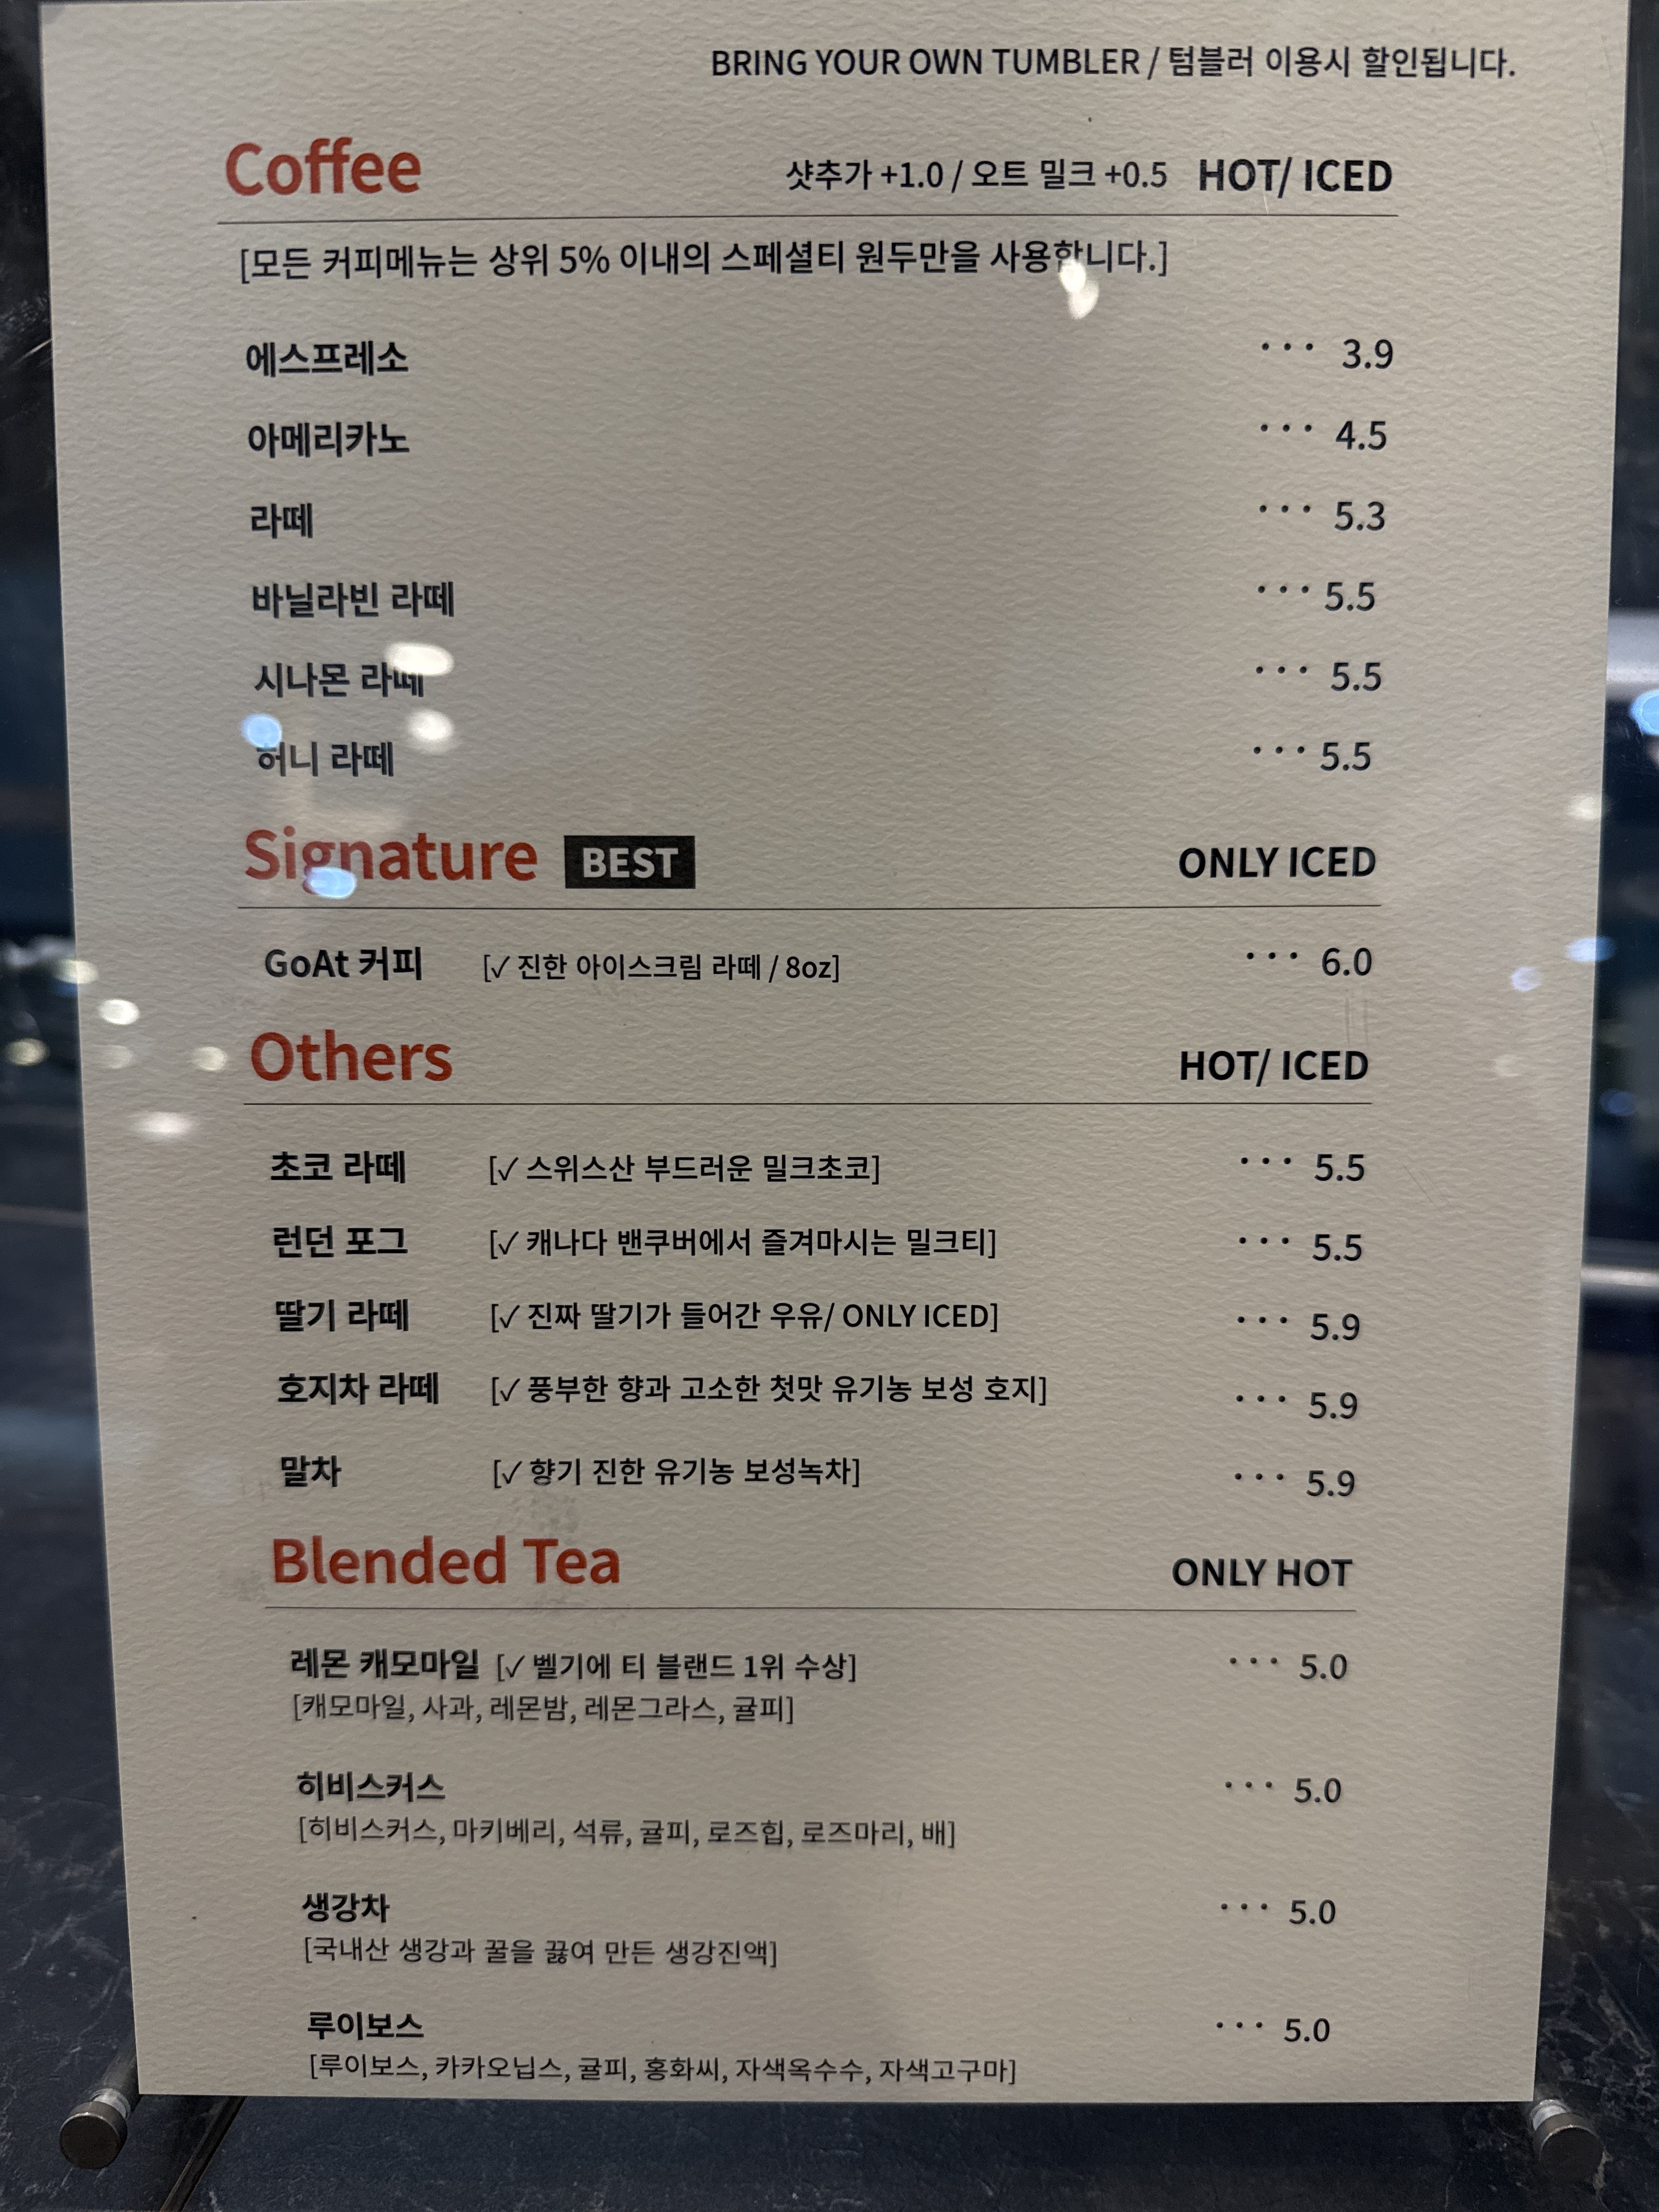 BRING YOUR OWN TUMBLER / 텀블러 이용시 할인됩니다.
Coffee 샷추가 +1.0 / 오트 밀크 +0.5 HOT/ ICED
[모든 커피메뉴는 상위 5% 이내의 스페셜티 원두만을 사용합니다.]
에스프레소 ··· 3.9
아메리카노 ··· 4.5
라떼 ··· 5.3
바닐라빈 라떼 ··· 5.5
시나몬 라떼 ··· 5.5
허니 라떼 ··· 5.5
Signature BEST ONLY ICED
GoAt 커피 [✓ 진한 아이스크림 라떼 / 8oz] ··· 6.0
Others HOT/ ICED
초코 라떼 [✓ 스위스산 부드러운 밀크초코] ··· 5.5
런던 포그 [✓ 캐나다 밴쿠버에서 즐겨마시는 밀크티] ··· 5.5
딸기 라떼 [✓ 진짜 딸기가 들어간 우유/ ONLY ICED] ··· 5.9
호지차 라떼 [✓ 풍부한 향과 고소한 첫맛 유기농 보성 호지] ··· 5.9
말차 [✓ 향기 진한 유기농 보성녹차] ··· 5.9
Blended Tea ONLY HOT
레몬 캐모마일 [✓ 벨기에 티 블랜드 1위 수상] ··· 5.0
[캐모마일, 사과, 레몬밤, 레몬그라스, 귤피]
히비스커스 ··· 5.0
[히비스커스, 마키베리, 석류, 귤피, 로즈힙, 로즈마리, 배]
생강차 ··· 5.0
[국내산 생강과 꿀을 끓여 만든 생강진액]
루이보스 ··· 5.0
[루이보스, 카카오닙스, 귤피, 홍화씨, 자색옥수수, 자색고구마]